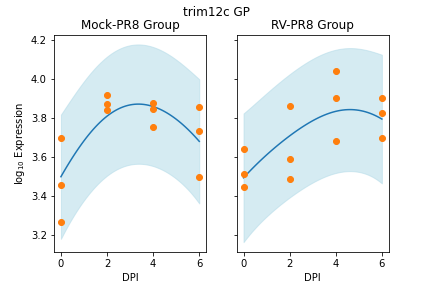 trim12c GP
Mock-PR8 Group
RV-PR8 Group
log10 Expression
4.2
4.0
3.8
3.6
3.4
3.2
0 2 4 6
0 2 4 6
DPI
DPI